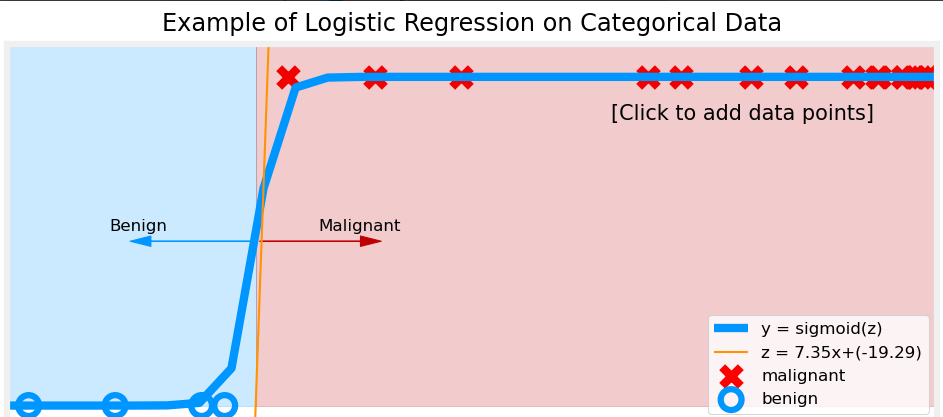 Example of Logistic Regression on Categorical Data
[Click to add data points]
Benign
Malignant
y = sigmoid(z)
z = 7.35x+(-19.29)
malignant
benign